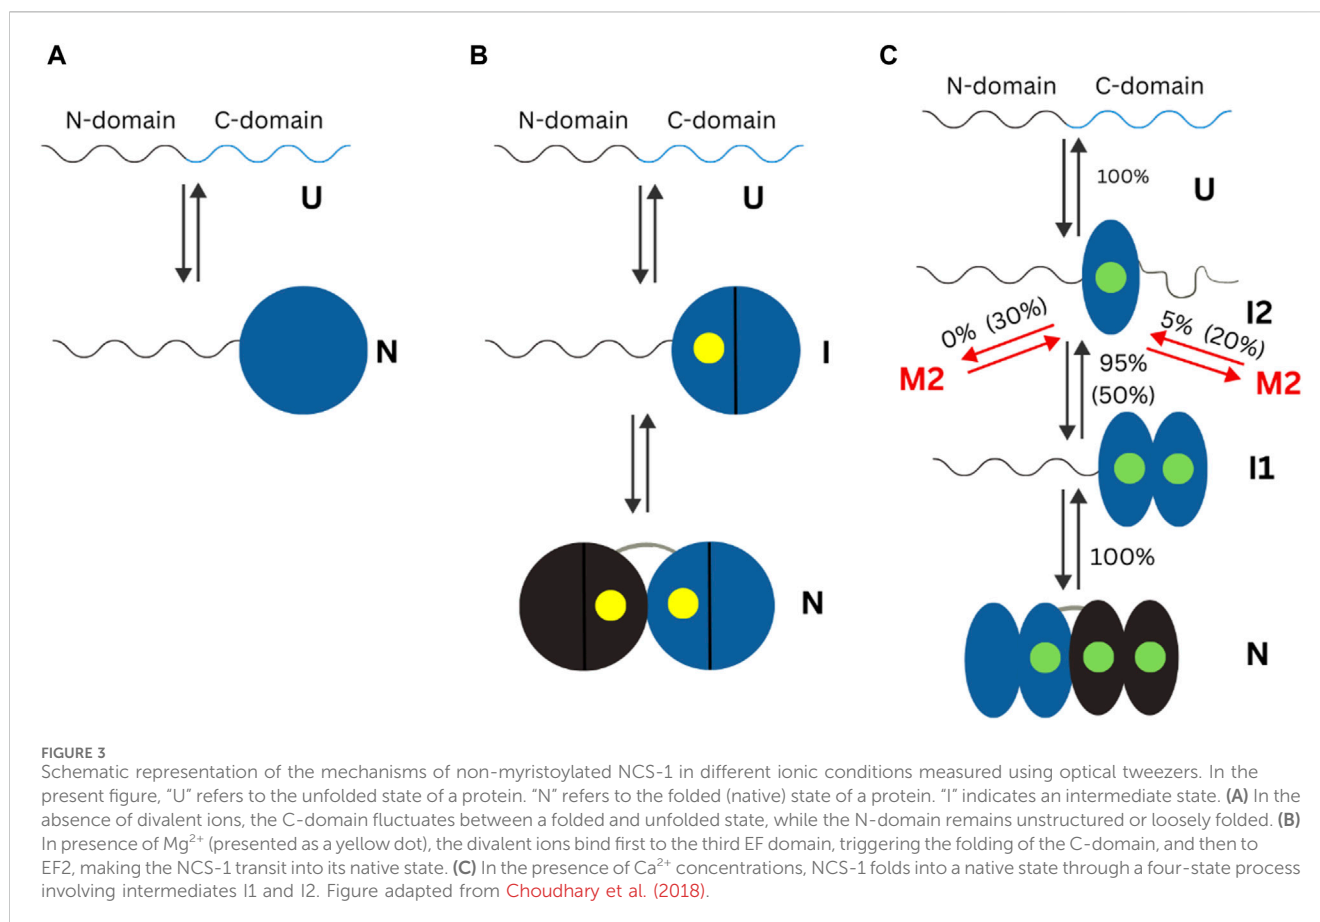 A
N-domain C-domain
U
N
B
N-domain C-domain
U
I
N
C
N-domain C-domain
100%
U
I2
0% (30%)
5% (20%)
M2
95%
(50%)
M2
I1
100%
N
FIGURE 3
Schematic representation of the mechanisms of non-myristoylated NCS-1 in different ionic conditions measured using optical tweezers. In the
present figure, “U” refers to the unfolded state of a protein. “N” refers to the folded (native) state of a protein. “I” indicates an intermediate state. (A) In the
absence of divalent ions, the C-domain fluctuates between a folded and unfolded state, while the N-domain remains unstructured or loosely folded. (B)
In presence of Mg²⁺ (presented as a yellow dot), the divalent ions bind first to the third EF domain, triggering the folding of the C-domain, and then to
EF2, making the NCS-1 transit into its native state. (C) In the presence of Ca²⁺ concentrations, NCS-1 folds into a native state through a four-state process
involving intermediates I1 and I2. Figure adapted from Choudhary et al. (2018).